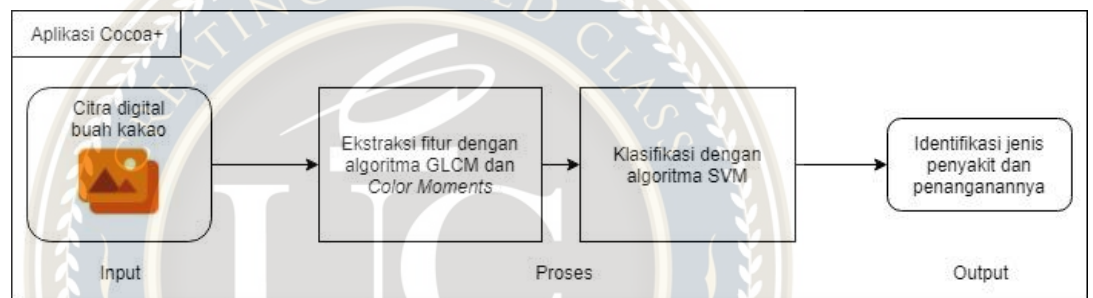 Aplikasi Cocoa+
Citra digital
buah kakao
Ekstraksi fitur dengan
algoritma GLCM dan
Color Moments
Klasifikasi dengan
algoritma SVM
Identifikasi jenis
penyakit dan
penanganannya
Input
Proses
Output